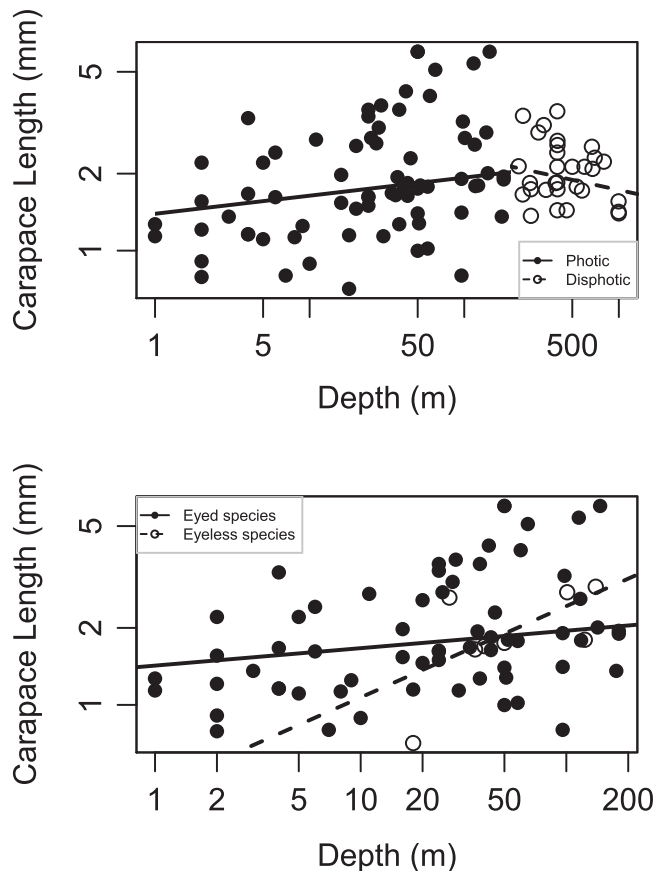 Carapace Length (mm)
5
2
1
Photic
Disphotic
1 5 50 500
Depth (m)
Carapace Length (mm)
5
2
1
Eyed species
Eyeless species
1 2 5 10 20 50 200
Depth (m)